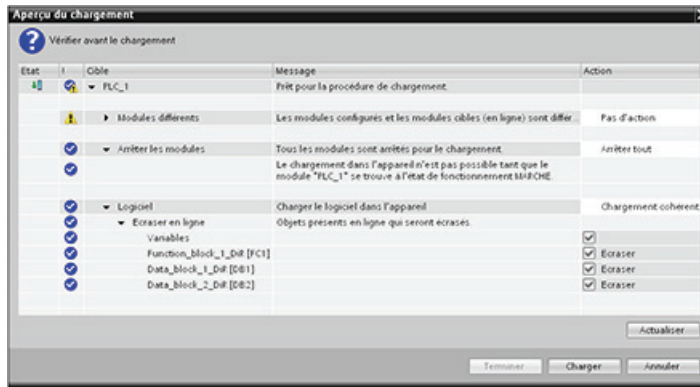 Aperçu du chargement
Vérifier avant le chargement
Etat ! Cible Message Action
PLC_1 Prêt pour la procédure de chargement.
Modules différents Les modules configurés et les modules cibles (en ligne) sont différ... Pas d'action
Arrêter les modules Tous les modules sont arrêtés pour le chargement. Arrêter tout
Le chargement dans l'appareil n'est pas possible tant que le
module "PLC_1" se trouve à l'état de fonctionnement MARCHE.
Logiciel Charger le logiciel dans l'appareil Chargement cohérent
Ecraser en ligne Objets présents en ligne qui seront écrasés.
Variables
Function_block_1_DiR [FC1] Ecraser
Data_block_1_DiR [DB1] Ecraser
Data_block_2_DiR [DB2] Ecraser
Actualiser
Terminer Charger Annuler